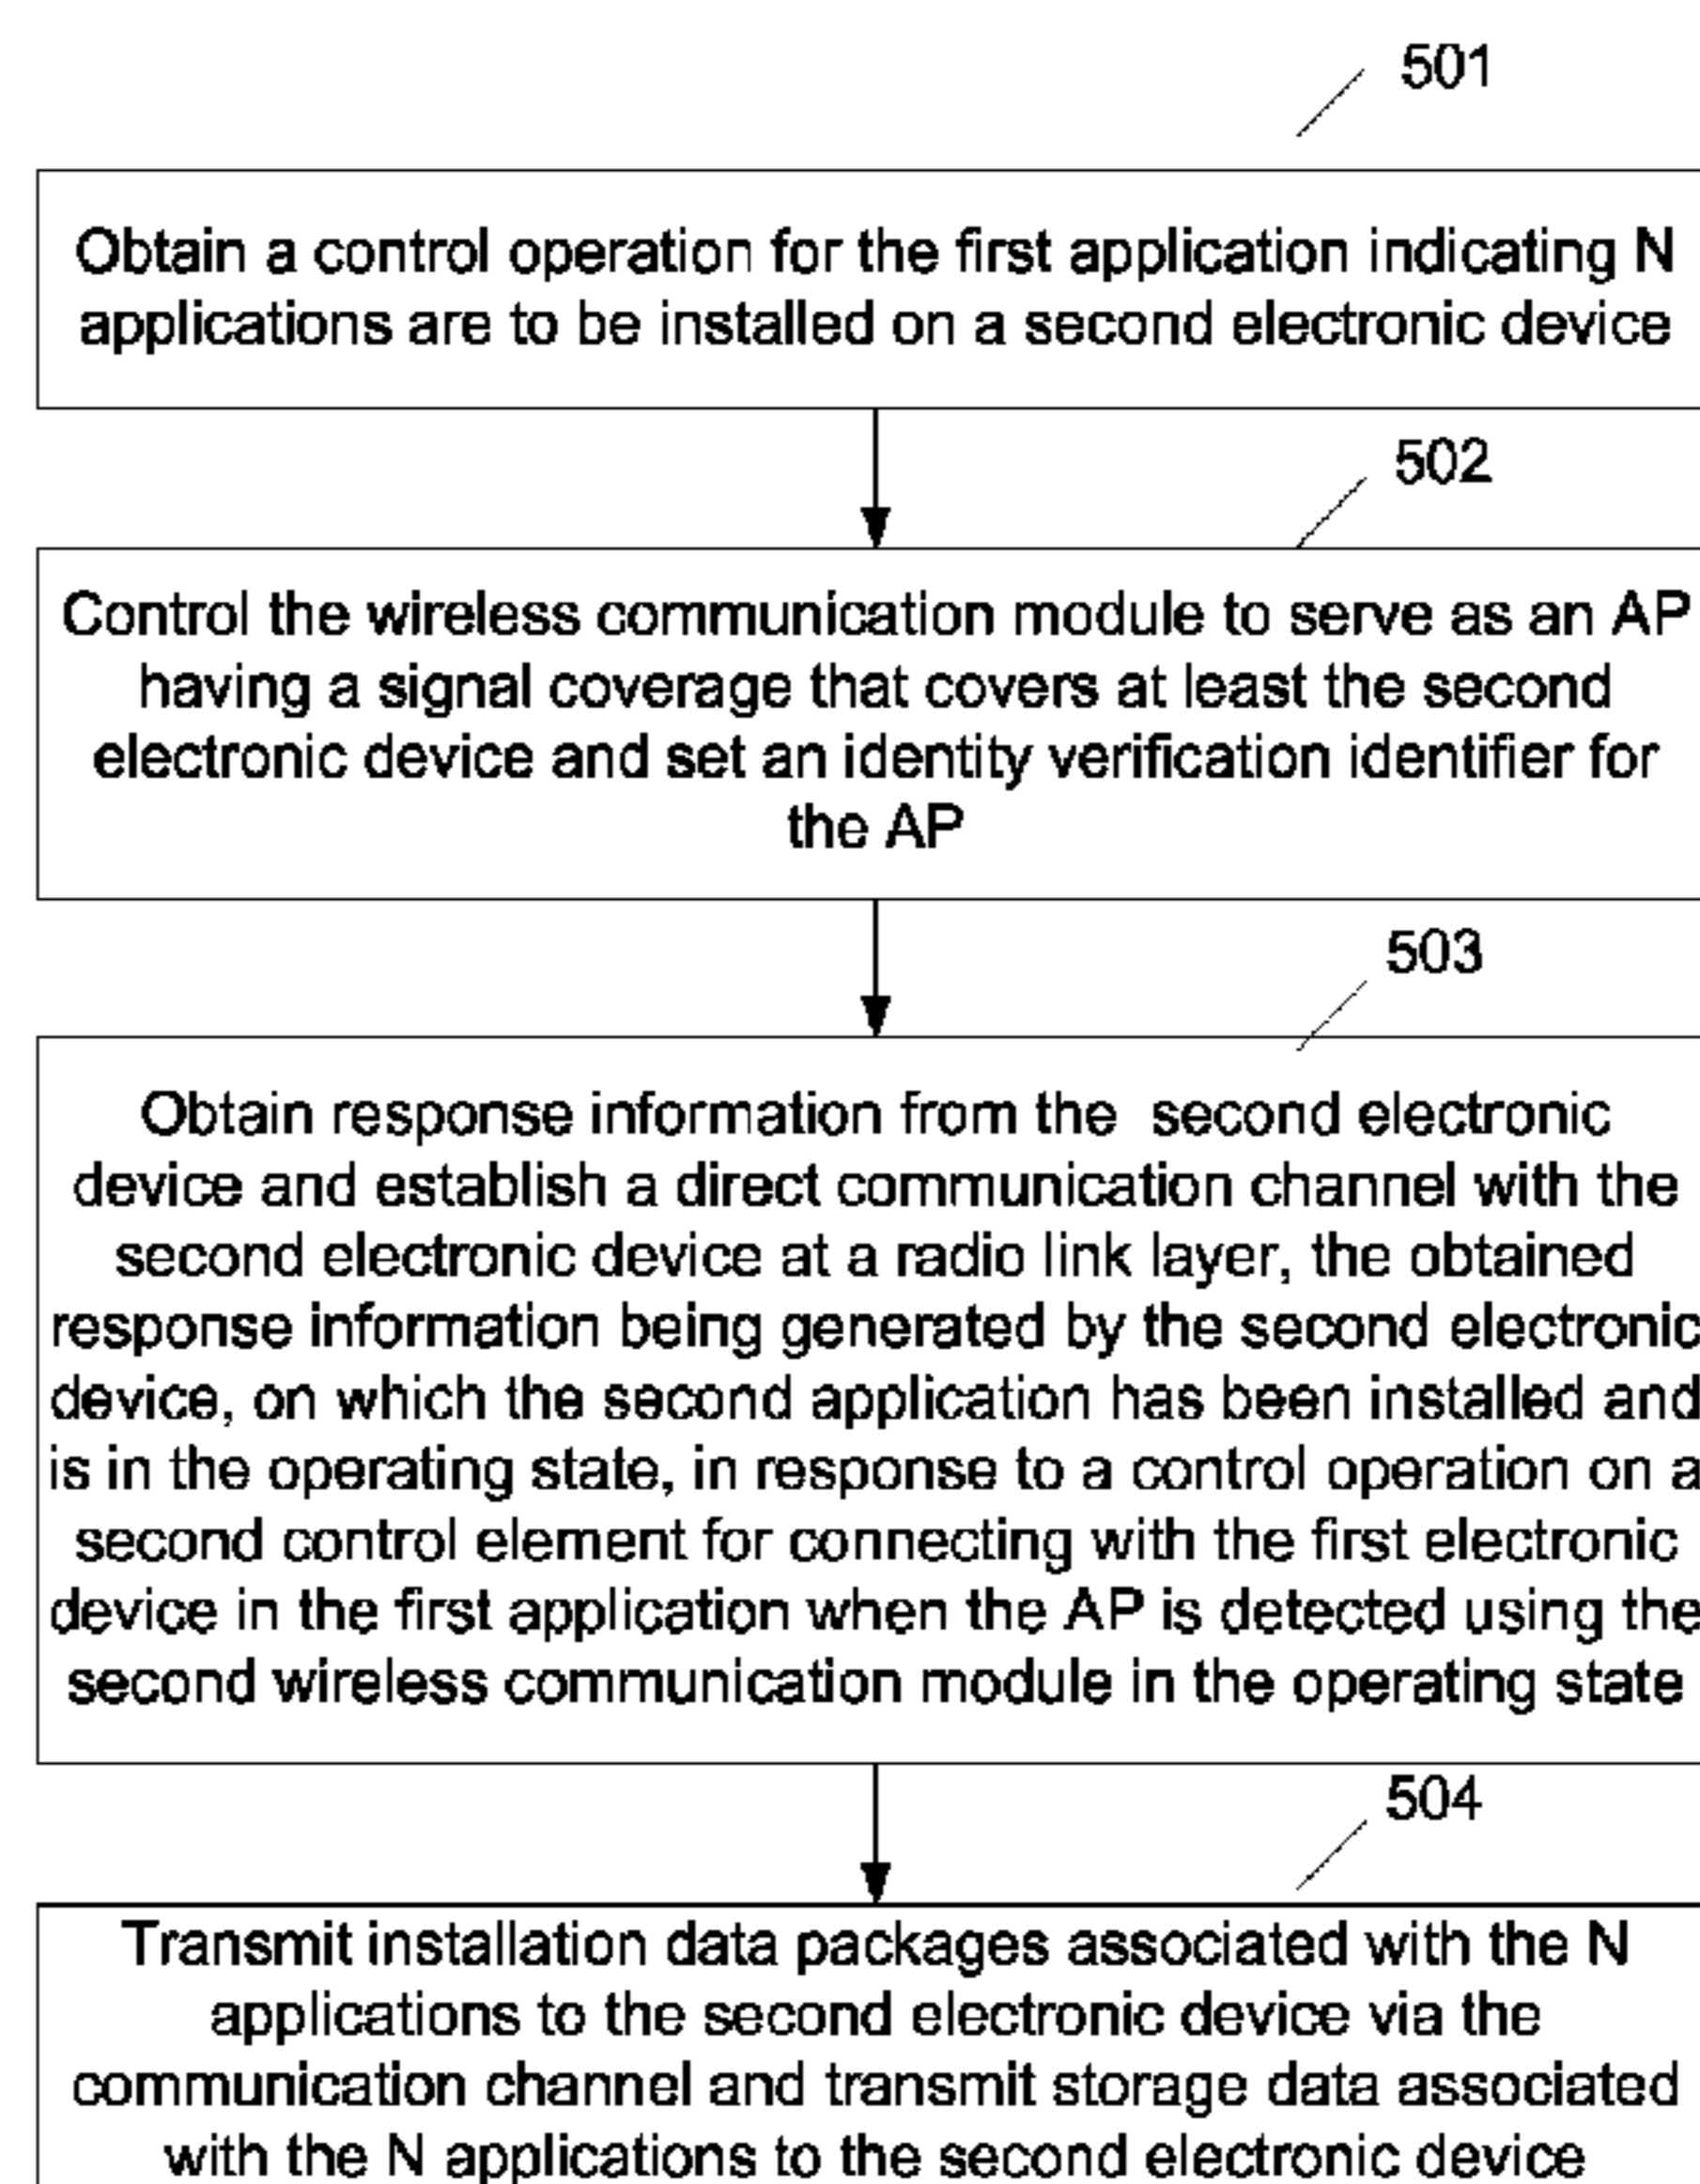 501
Obtain a control operation for the first application indicating N
applications are to be installed on a second electronic device
502
Control the wireless communication module to serve as an AP
having a signal coverage that covers at least the second
electronic device and set an identity verification identifier for
the AP
503
Obtain response information from the second electronic
device and establish a direct communication channel with the
second electronic device at a radio link layer, the obtained
response information being generated by the second electronic
device, on which the second application has been installed and
is in the operating state, in response to a control operation on a
second control element for connecting with the first electronic
device in the first application when the AP is detected using the
second wireless communication module in the operating state
504
Transmit installation data packages associated with the N
applications to the second electronic device via the
communication channel and transmit storage data associated
with the N applications to the second electronic device